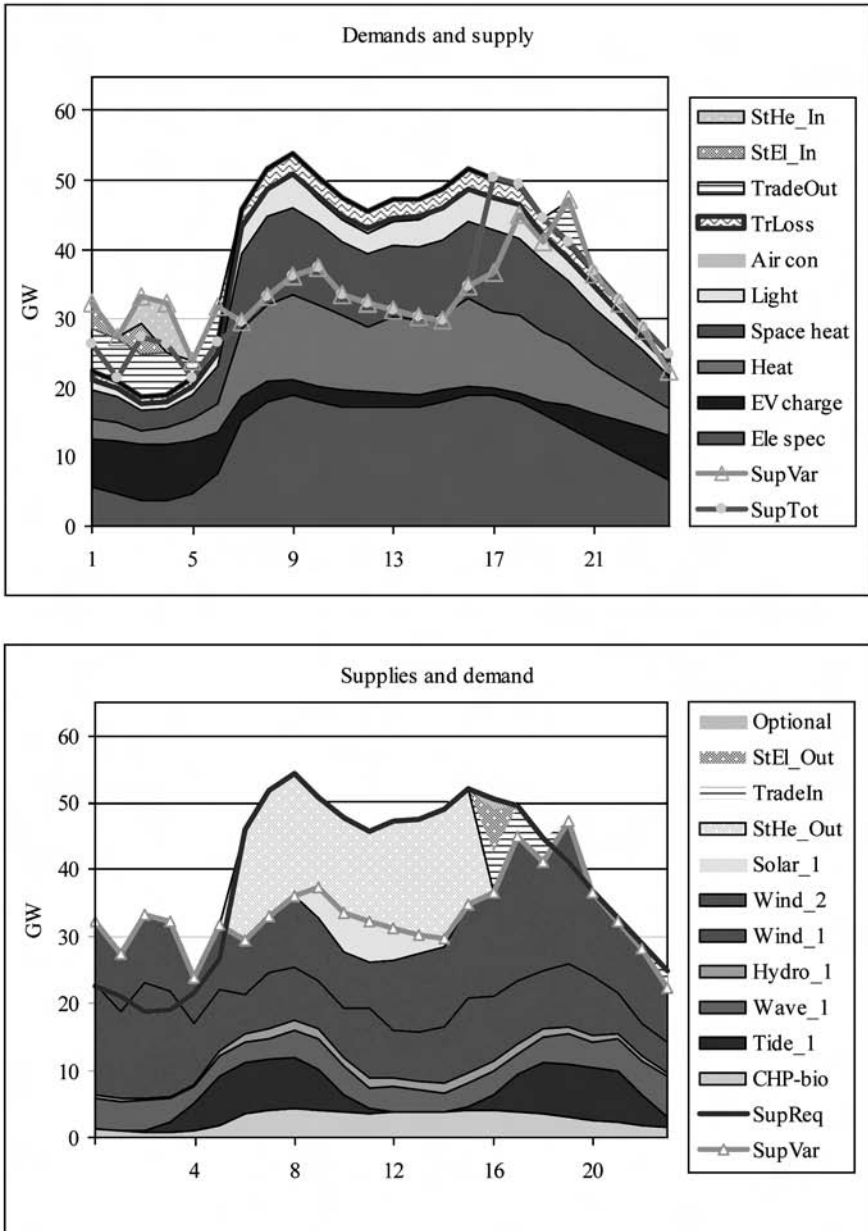 Demands and supply
60
50
40
30
20
10
0
GW
1 5 9 13 17 21
StHe_In
StEl_In
TradeOut
TrLoss
Air con
Light
Space heat
Heat
EV charge
Ele spec
SupVar
SupTot
Supplies and demand
60
50
40
30
20
10
0
GW
4 8 12 16 20
Optional
StEl_Out
TradeIn
StHe_Out
Solar_1
Wind_2
Wind_1
Hydro_1
Wave_1
Tide_1
CHP-bio
SupReq
SupVar